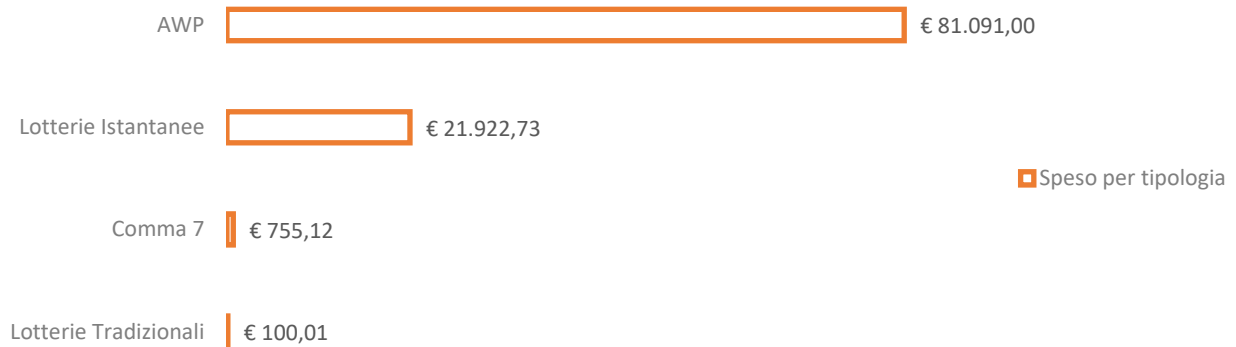 AWP € 81.091,00
Lotterie Istantanee € 21.922,73
Speso per tipologia
Comma 7 € 755,12
Lotterie Tradizionali € 100,01